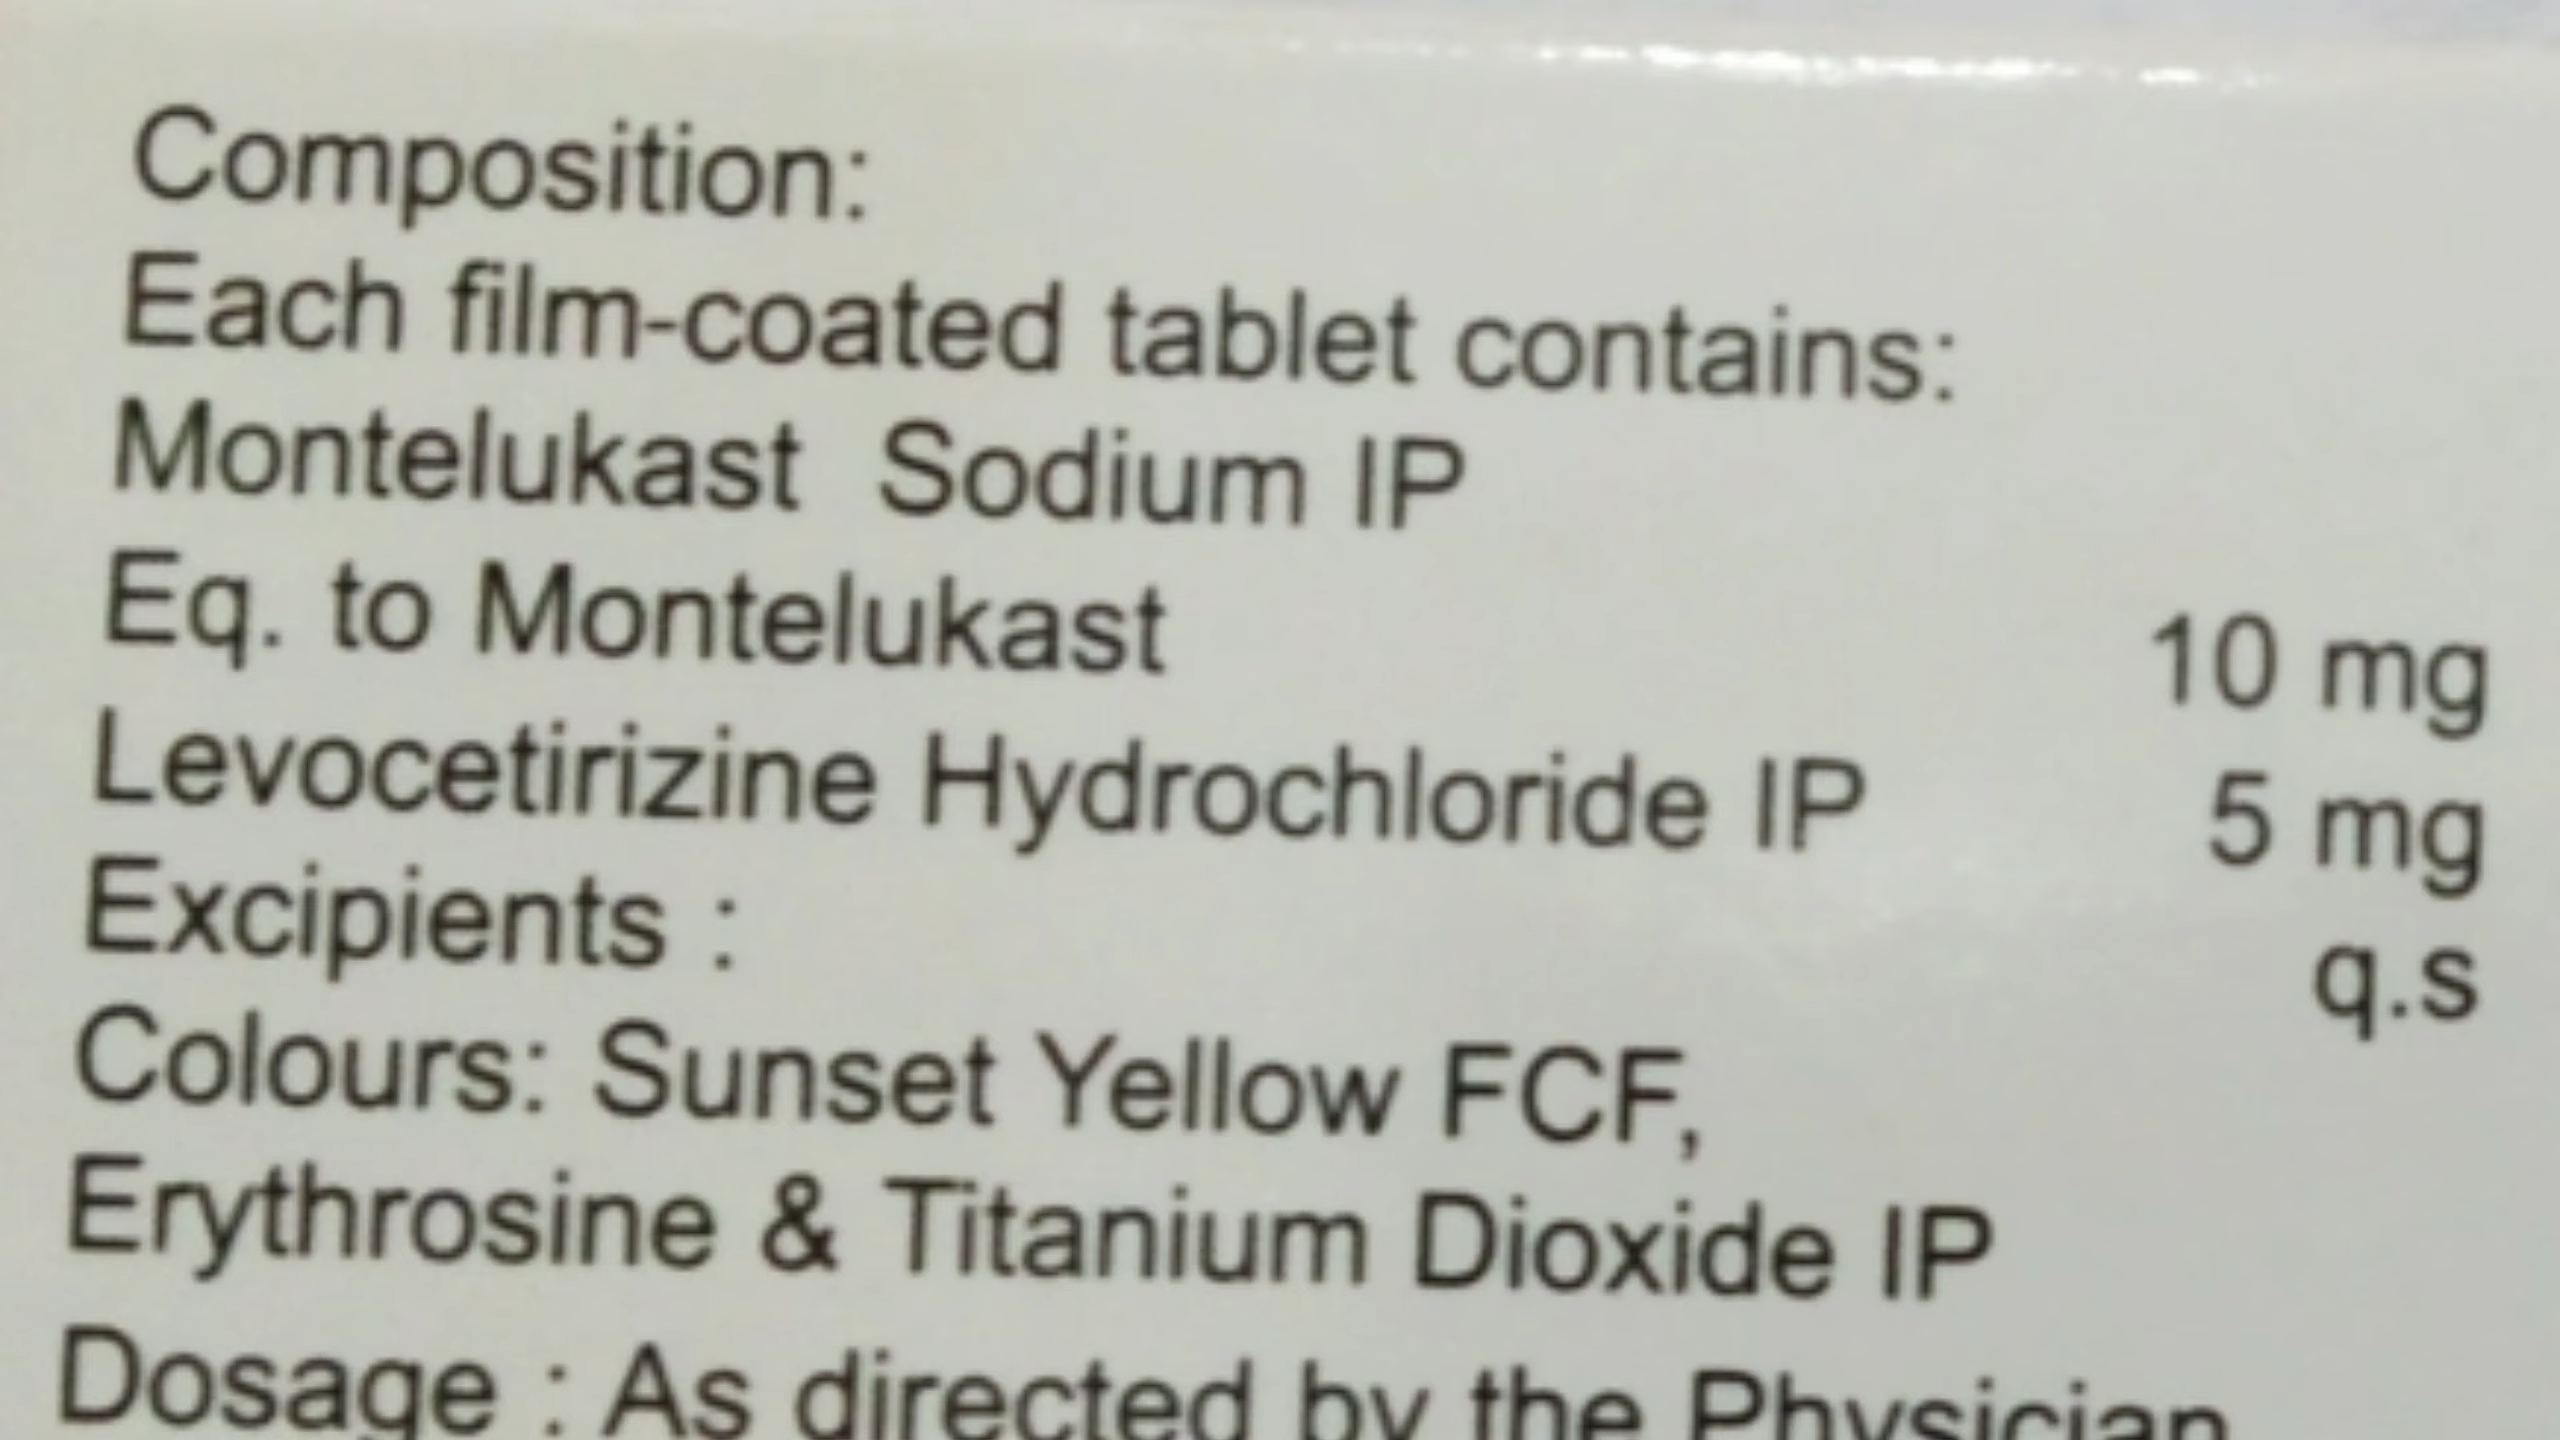 Composition:
Each film-coated tablet contains:
Montelukast Sodium IP
Eq. to Montelukast 10 mg
Levocetirizine Hydrochloride IP 5 mg
Excipients : q.s
Colours: Sunset Yellow FCF,
Erythrosine & Titanium Dioxide IP
Dosage : As directed by the Physician